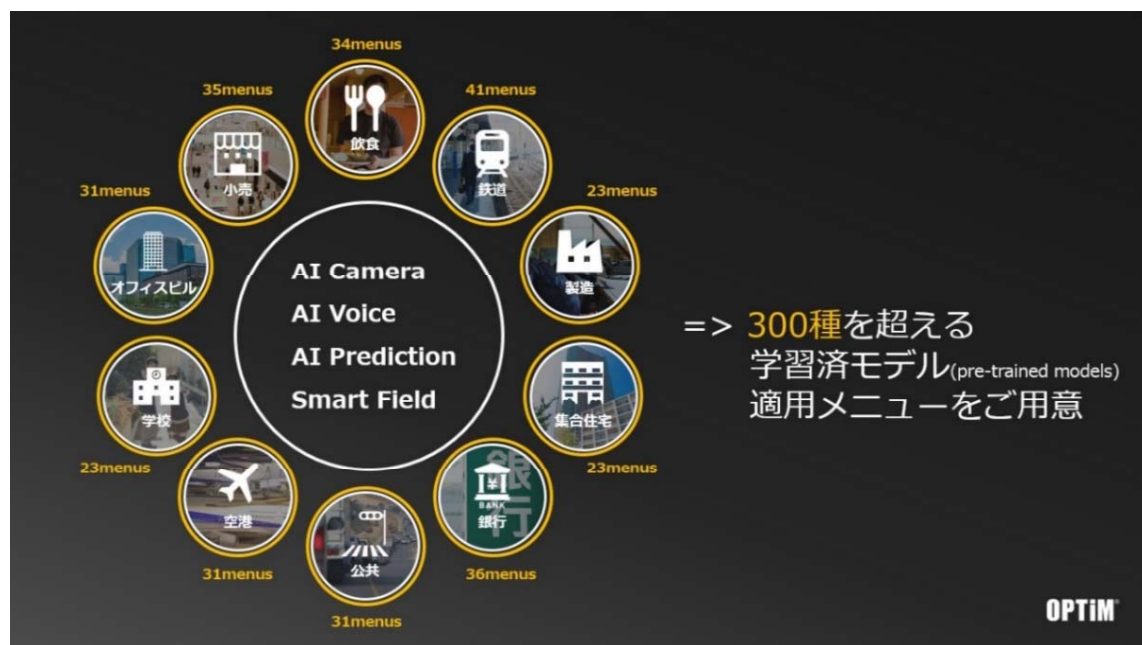 34menus
飲食
41menus
鉄道
23menus
製造
集合住宅
23menus
BANK
銀行
銀行
36menus
公共
31menus
空港
31menus
学校
23menus
オフィスビル
31menus
小売
35menus
AI Camera
AI Voice
AI Prediction
Smart Field
=> 300種を超える
学習済モデル(pre-trained models)
適用メニューをご用意
OPTiM